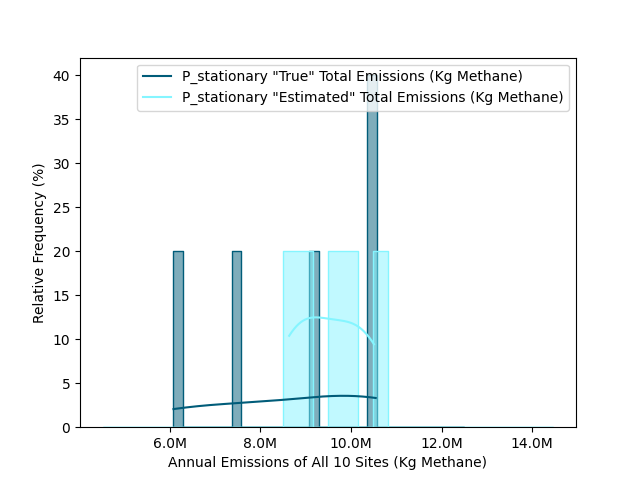 P_stationary "True" Total Emissions (Kg Methane)
P_stationary "Estimated" Total Emissions (Kg Methane)
40
35
30
25
20
15
10
5
0
Relative Frequency (%)
6.0M 8.0M 10.0M 12.0M 14.0M
Annual Emissions of All 10 Sites (Kg Methane)